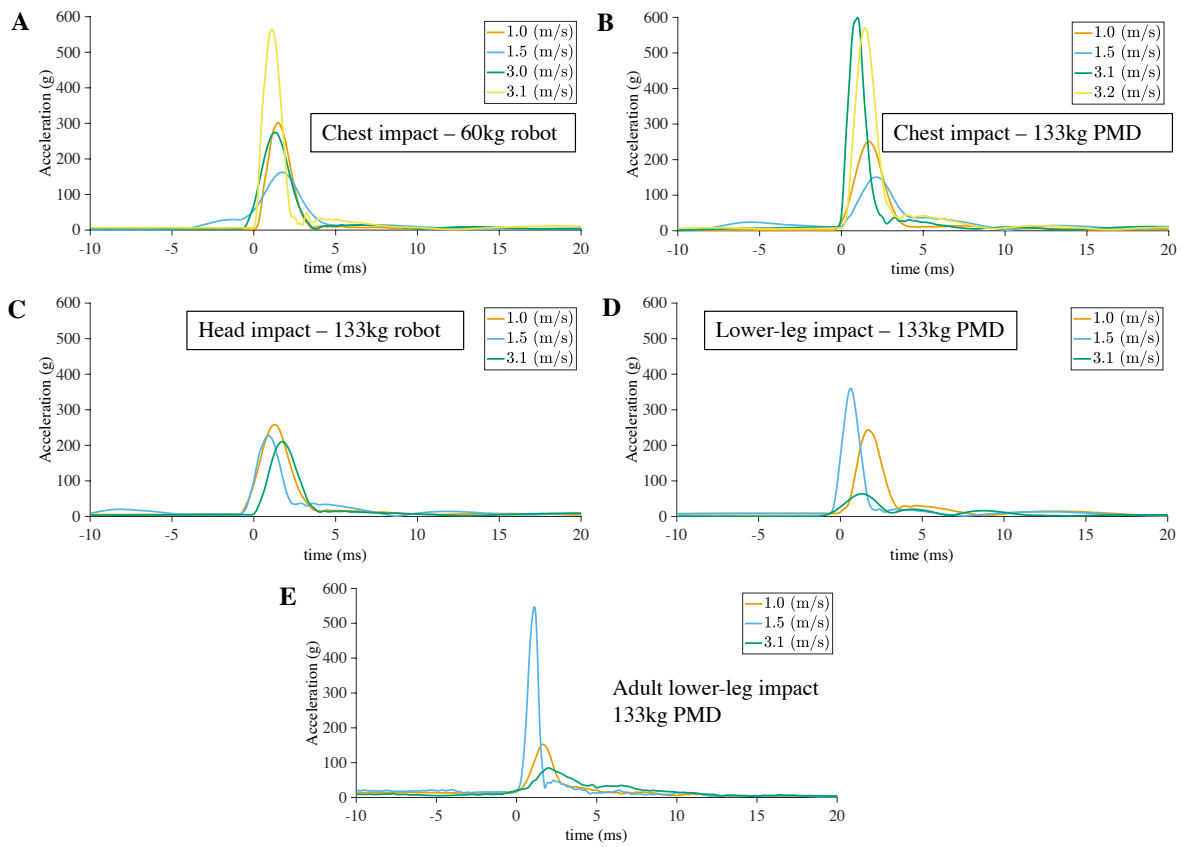 A
Acceleration (g)
600
500
400
300
200
100
0
-10 -5 0 5 10 15 20
time (ms)
1.0 (m/s)
1.5 (m/s)
3.0 (m/s)
3.1 (m/s)
Chest impact – 60kg robot
B
Acceleration (g)
600
500
400
300
200
100
0
-10 -5 0 5 10 15 20
time (ms)
1.0 (m/s)
1.5 (m/s)
3.1 (m/s)
3.2 (m/s)
Chest impact – 133kg PMD
C
Acceleration (g)
600
500
400
300
200
100
0
-10 -5 0 5 10 15 20
time (ms)
Head impact – 133kg robot
1.0 (m/s)
1.5 (m/s)
3.1 (m/s)
D
Acceleration (g)
600
500
400
300
200
100
0
-10 -5 0 5 10 15 20
time (ms)
Lower-leg impact – 133kg PMD
1.0 (m/s)
1.5 (m/s)
3.1 (m/s)
E
Acceleration (g)
600
500
400
300
200
100
0
-10 -5 0 5 10 15 20
time (ms)
1.0 (m/s)
1.5 (m/s)
3.1 (m/s)
Adult lower-leg impact
133kg PMD